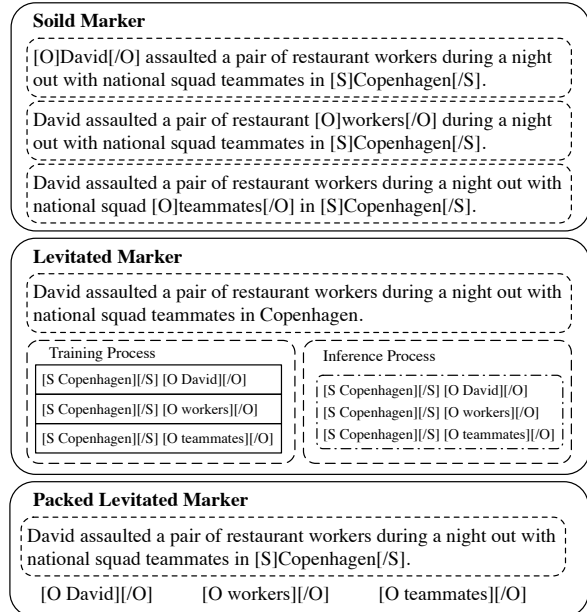 Soild Marker
[O]David[/O] assaulted a pair of restaurant workers during a night
out with national squad teammates in [S]Copenhagen[/S].
David assaulted a pair of restaurant [O]workers[/O] during a night
out with national squad teammates in [S]Copenhagen[/S].
David assaulted a pair of restaurant workers during a night out with
national squad [O]teammates[/O] in [S]Copenhagen[/S].
Levitated Marker
David assaulted a pair of restaurant workers during a night out with
national squad teammates in Copenhagen.
Training Process
[S Copenhagen][/S] [O David][/O]
[S Copenhagen][/S] [O workers][/O]
[S Copenhagen][/S] [O teammates][/O]
Inference Process
[S Copenhagen][/S] [O David][/O]
[S Copenhagen][/S] [O workers][/O]
[S Copenhagen][/S] [O teammates][/O]
Packed Levitated Marker
David assaulted a pair of restaurant workers during a night out with
national squad teammates in [S]Copenhagen[/S].
[O David][/O] [O workers][/O] [O teammates][/O]